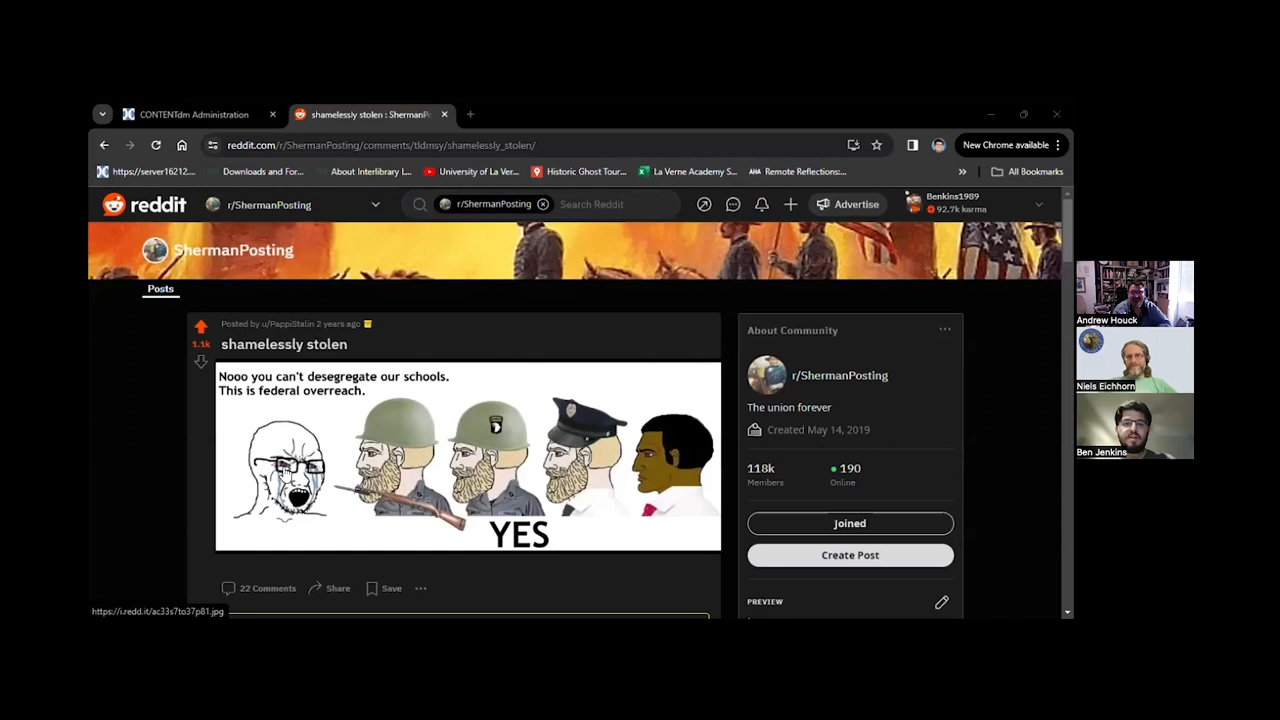 CONTENTdm Administration
shamelessly stolen : ShermanPo
reddit.com/r/ShermanPosting/comments/tldmsy/shamelessly_stolen/
New Chrome available
https://server16212....
Downloads and For...
About Interlibrary L...
University of La Ver...
Historic Ghost Tour...
La Verne Academy S...
AHA
Remote Reflections:...
»
All Bookmarks
reddit
r/ShermanPosting
r/ShermanPosting
Search Reddit
Advertise
Benkins1989
92.7k karma
ShermanPosting
Posts
Posted by u/PappiStalin 2 years ago
1.1k
shamelessly stolen
Nooo you can't desegregate our schools.
This is federal overreach.
YES
22 Comments
Share
Save
https://i.redd.it/ac33s7to37p81.jpg
About Community
r/ShermanPosting
The union forever
Created May 14, 2019
118k
190
Members
Online
Joined
Create Post
PREVIEW
Andrew Houck
Niels Eichhorn
Ben Jenkins